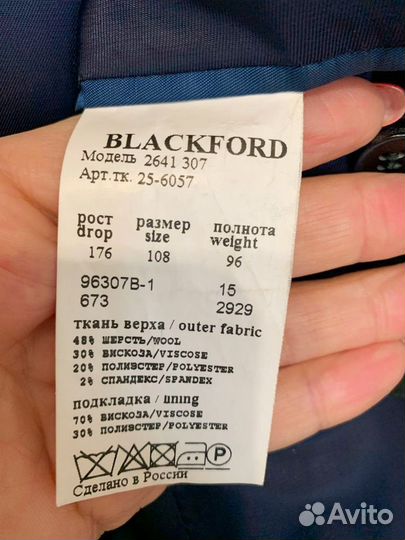 BLACKFORD
Модель 2641 307
Арт.тк. 25-6057
рост размер полнота
drop size weight
176 108 96
96307В-1 15
673 2929
ткань верха / outer fabric
48% ШЕРСТЬ/WOOL
30% ВИСКОЗА/VISCOSE
20% ПОЛИЭСТЕР/POLYESTER
2% СПАНДЕКС/SPANDEX
подкладка / lining
70% ВИСКОЗА/VISCOSE
30% ПОЛИЭСТЕР/POLYESTER
P
Сделано в России
Avito